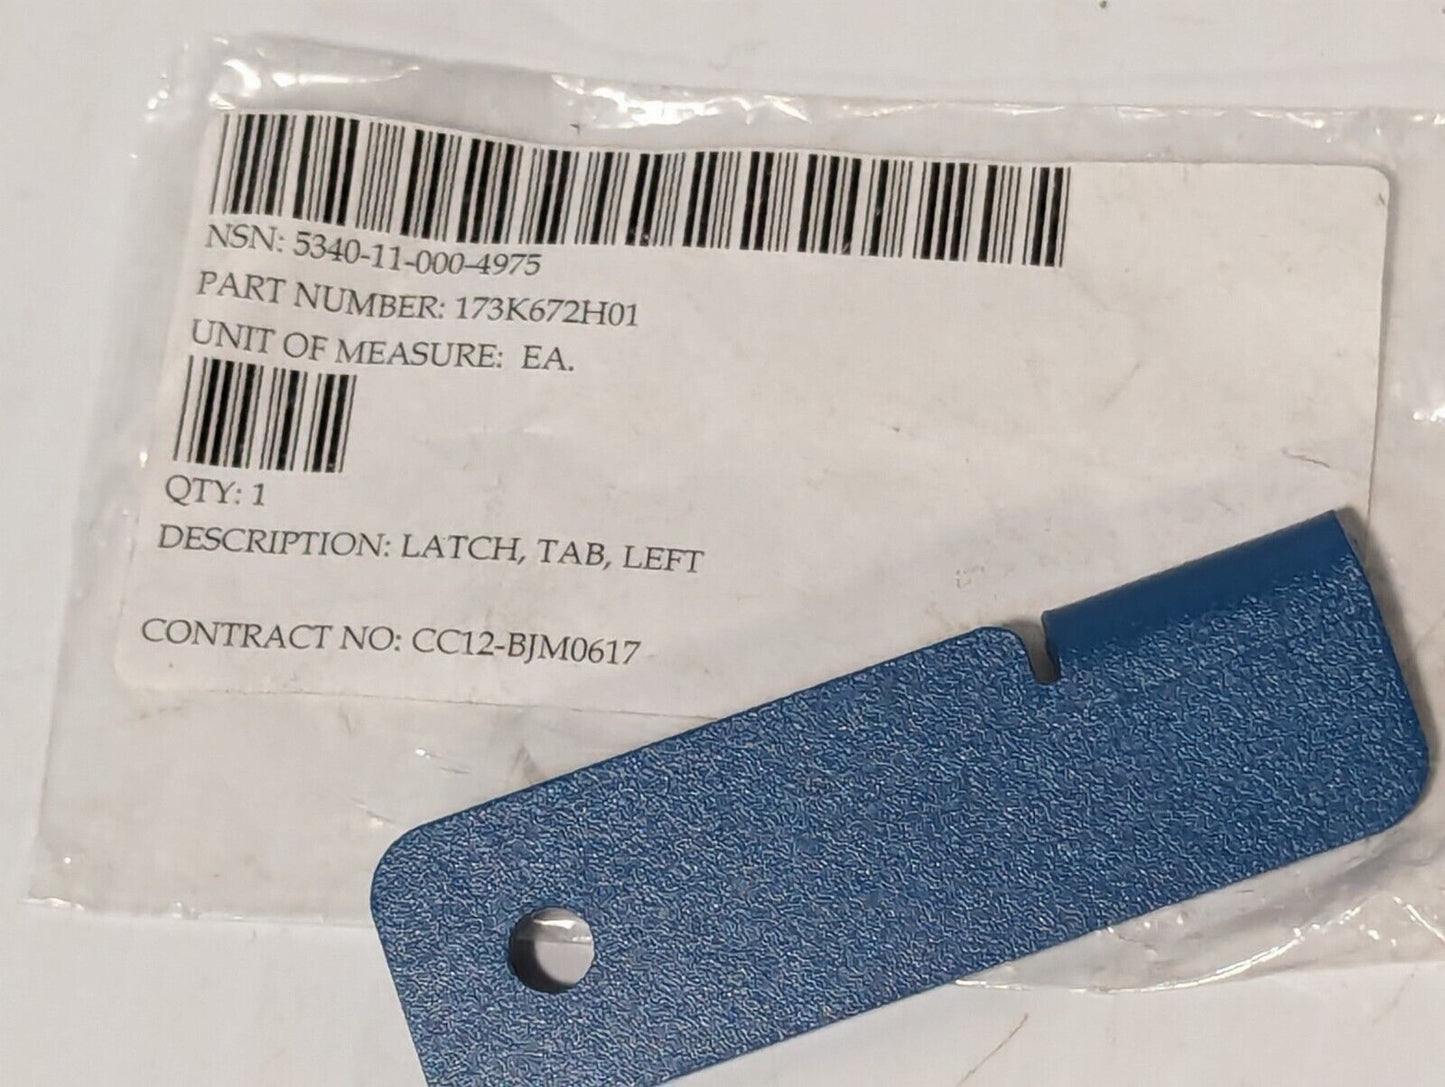 NSN: 5340-11-000-4975
PART NUMBER: 173K672H01
UNIT OF MEASURE: EA.
QTY: 1
DESCRIPTION: LATCH, TAB, LEFT
CONTRACT NO: CC12-BJM0617